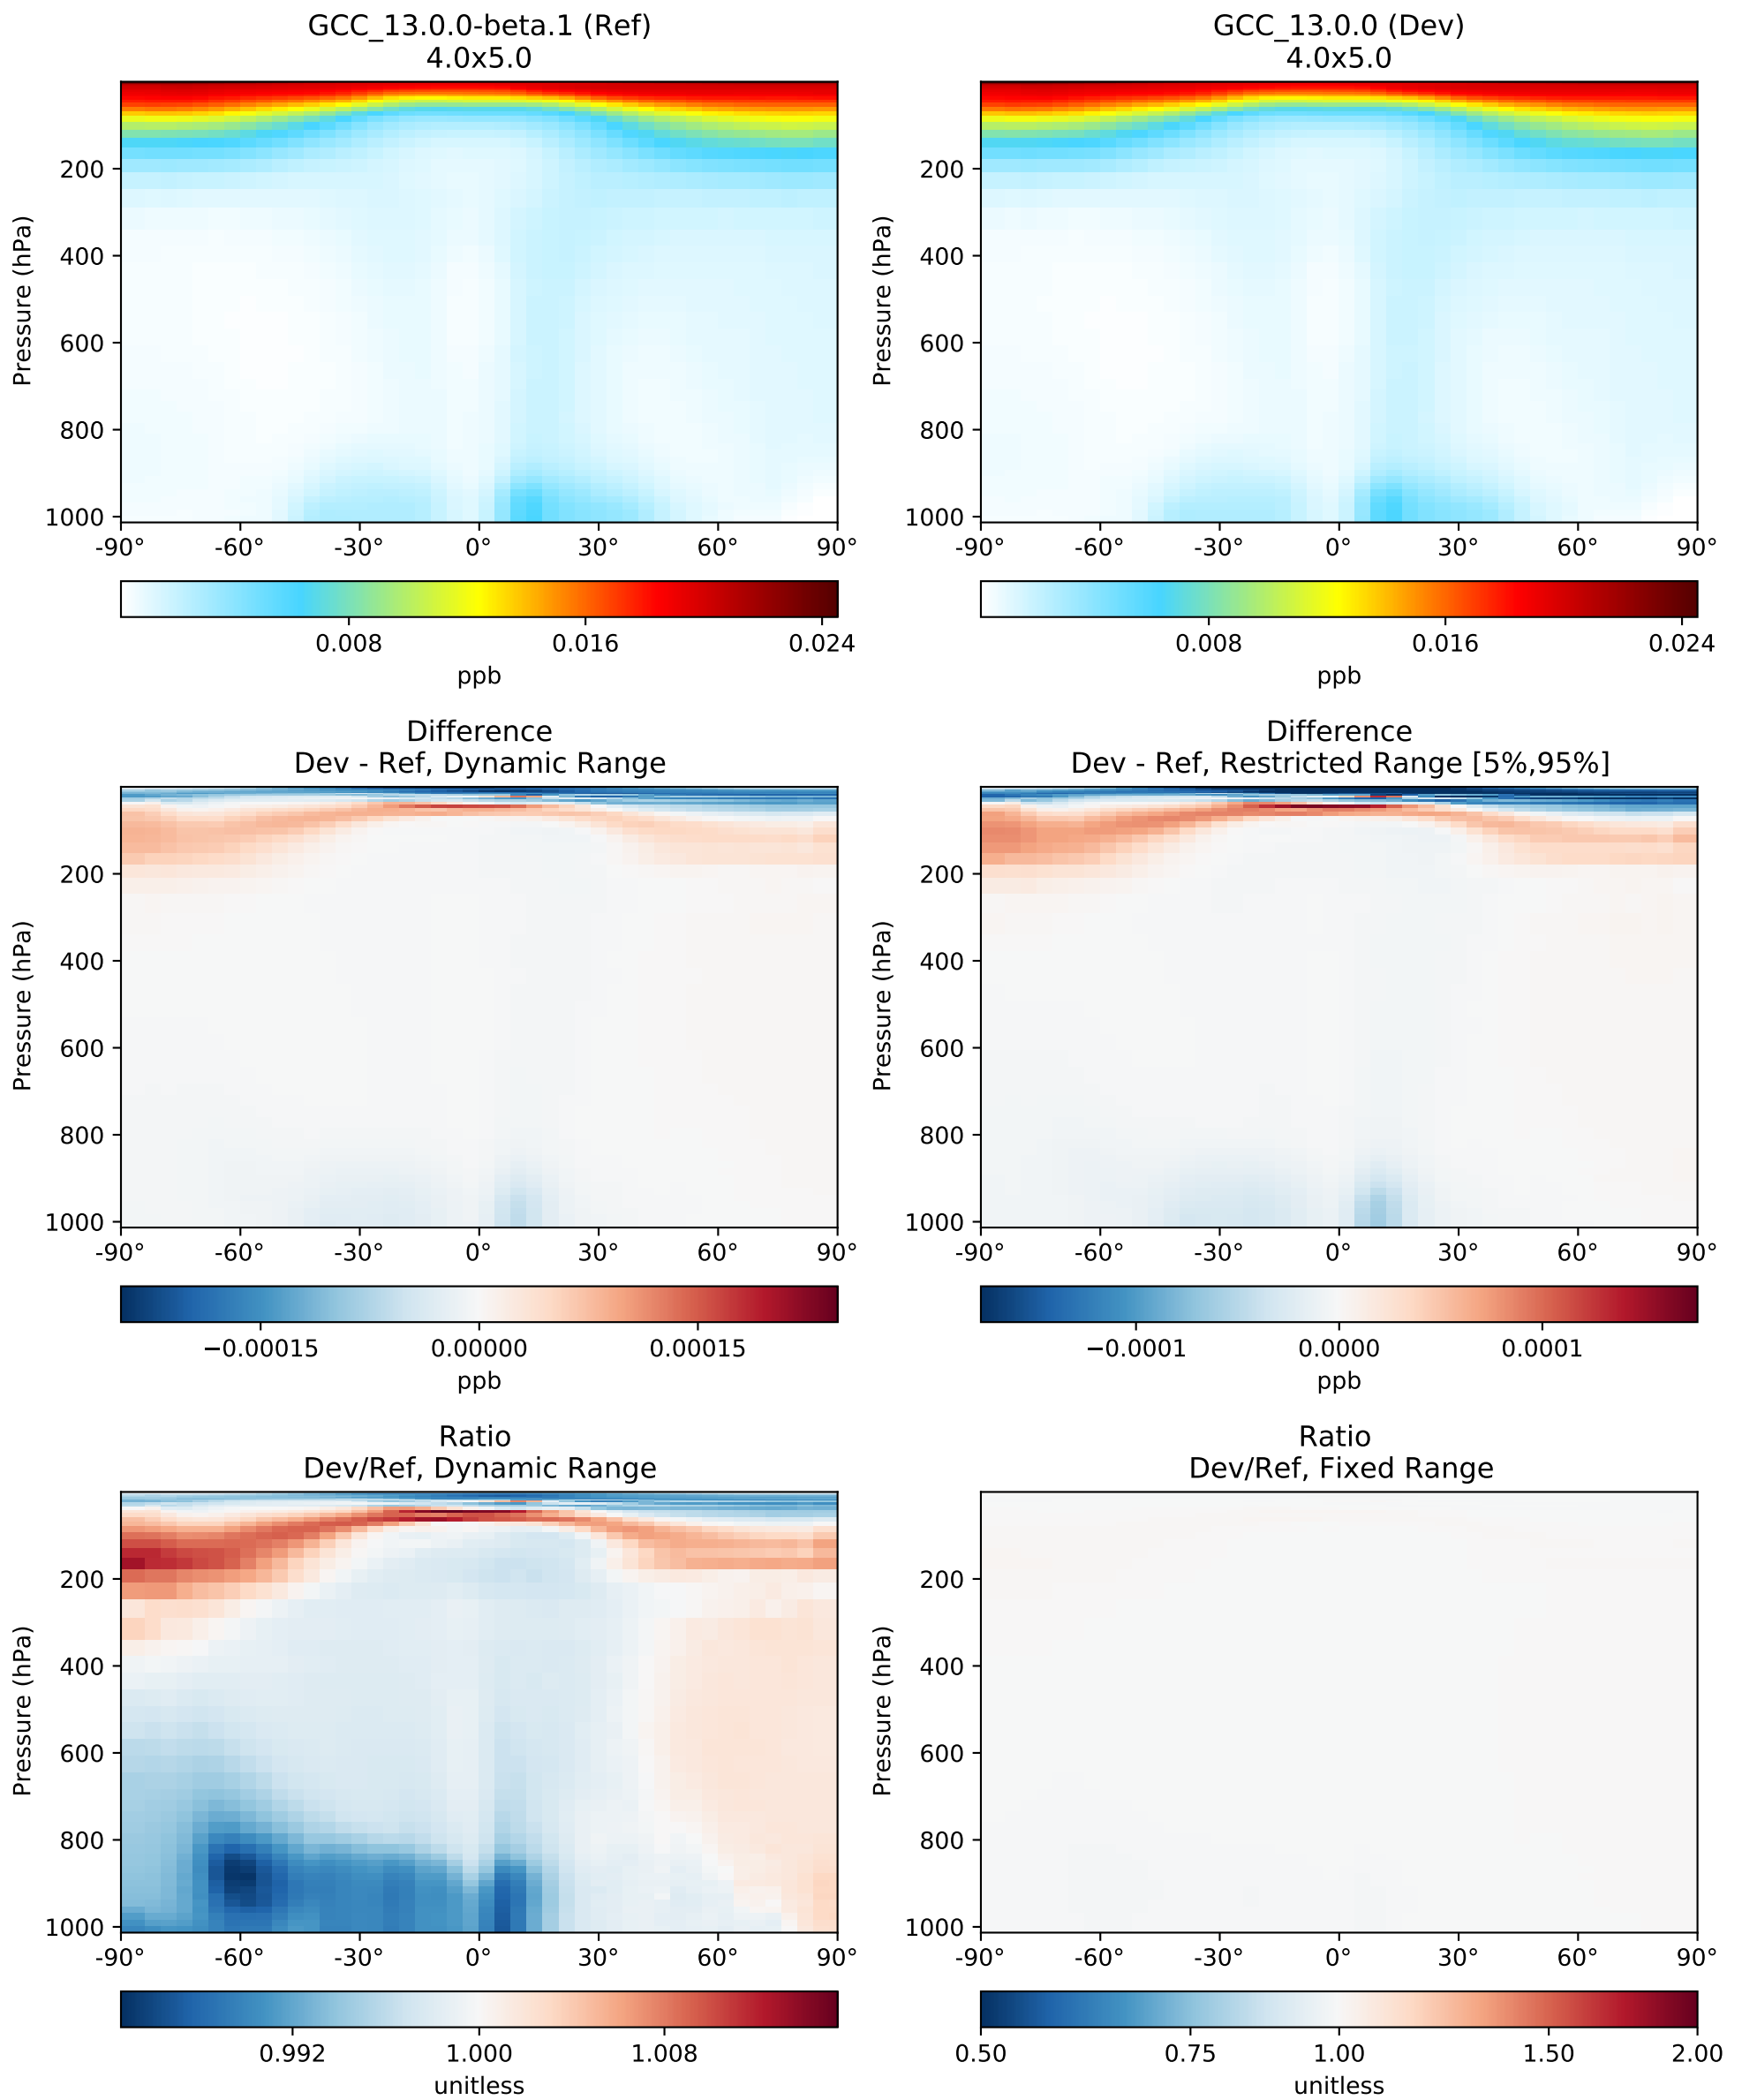 GCC_13.0.0-beta.1 (Ref)
4.0x5.0
Pressure (hPa)
200
400
600
800
1000
-90° -60° -30° 0° 30° 60° 90°
0.008 0.016 0.024
ppb
GCC_13.0.0 (Dev)
4.0x5.0
Pressure (hPa)
200
400
600
800
1000
-90° -60° -30° 0° 30° 60° 90°
0.008 0.016 0.024
ppb
Difference
Dev - Ref, Dynamic Range
Pressure (hPa)
200
400
600
800
1000
-90° -60° -30° 0° 30° 60° 90°
−0.00015 0.00000 0.00015
ppb
Difference
Dev - Ref, Restricted Range [5%,95%]
Pressure (hPa)
200
400
600
800
1000
-90° -60° -30° 0° 30° 60° 90°
−0.0001 0.0000 0.0001
ppb
Ratio
Dev/Ref, Dynamic Range
Pressure (hPa)
200
400
600
800
1000
-90° -60° -30° 0° 30° 60° 90°
0.992 1.000 1.008
unitless
Ratio
Dev/Ref, Fixed Range
Pressure (hPa)
200
400
600
800
1000
-90° -60° -30° 0° 30° 60° 90°
0.50 0.75 1.00 1.50 2.00
unitless